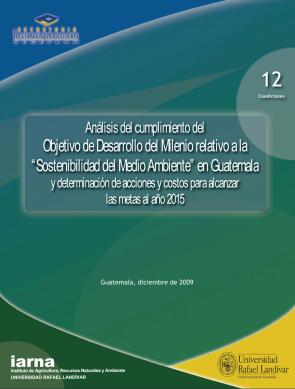 12
Coediciones
Análisis del cumplimiento del
Objetivo de Desarrollo del Milenio relativo a la
“Sostenibilidad del Medio Ambiente” en Guatemala
y determinación de acciones y costos para alcanzar
las metas al año 2015
Guatemala, diciembre de 2009
iarna
Instituto de Agricultura, Recursos Naturales y Ambiente
UNIVERSIDAD RAFAEL LANDÍVAR
Universidad
Rafael Landívar